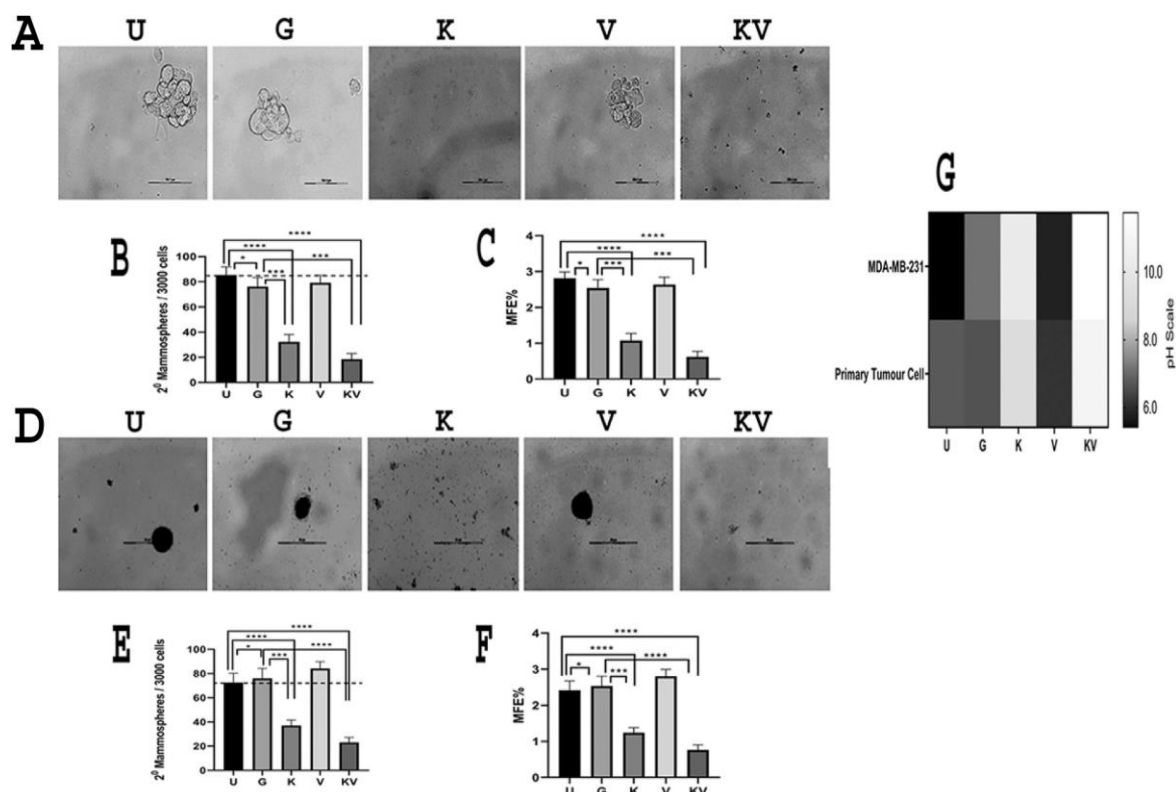 A
U G K V KV
B
2⁰ Mammospheres / 3000 cells
100
80
60
40
20
0
**** **** * *** ***
U G K V KV
C
MFE%
4
3
2
1
0
**** **** * *** ***
U G K V KV
D
U G K V KV
E
2⁰ Mammospheres / 3000 cells
100
80
60
40
20
0
**** **** * *** ****
U G K V KV
F
MFE%
4
3
2
1
0
**** **** * *** ****
U G K V KV
G
MDA-MB-231
Primary Tumour Cell
U G K V KV
10.0
8.0
6.0
pH Scale